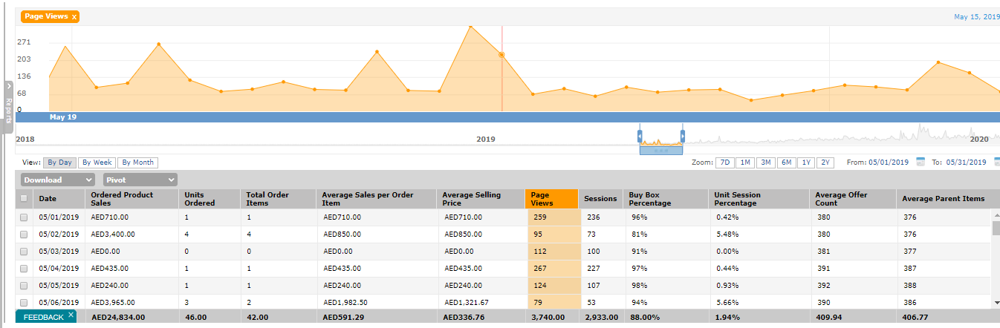 Page Views x
May 15, 2019
271
203
136
68
0
Reports
May 19
2018 2019 2020
View: By Day By Week By Month Zoom: 7D 1M 3M 6M 1Y 2Y From: 05/01/2019 To: 05/31/2019
Download Pivot
Date Ordered Product Sales Units Ordered Total Order Items Average Sales per Order Item Average Selling Price Page Views Sessions Buy Box Percentage Unit Session Percentage Average Offer Count Average Parent Items
05/01/2019 AED710.00 1 1 AED710.00 AED710.00 259 236 96% 0.42% 380 376
05/02/2019 AED3,400.00 4 4 AED850.00 AED850.00 95 73 81% 5.48% 380 376
05/03/2019 AED0.00 0 0 AED0.00 AED0.00 112 100 91% 0.00% 381 377
05/04/2019 AED435.00 1 1 AED435.00 AED435.00 267 227 97% 0.44% 391 387
05/05/2019 AED240.00 1 1 AED240.00 AED240.00 124 107 98% 0.93% 392 388
05/06/2019 AED3,965.00 3 2 AED1,982.50 AED1,321.67 79 53 94% 5.66% 390 386
FEEDBACK × AED24,834.00 46.00 42.00 AED591.29 AED336.76 3,740.00 2,933.00 88.00% 1.94% 409.94 406.77